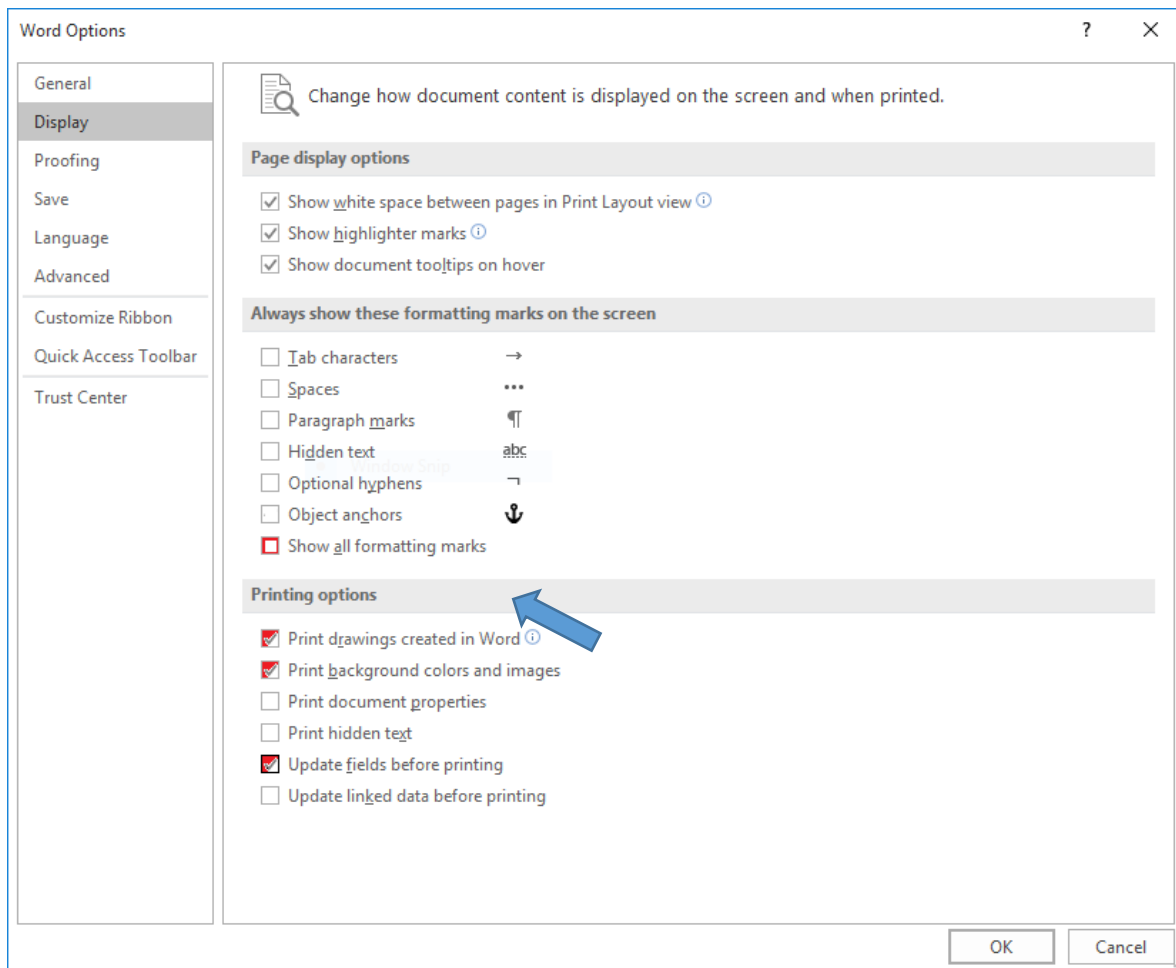 Word Options
?
General
Display
Proofing
Save
Language
Advanced
Customize Ribbon
Quick Access Toolbar
Trust Center
Change how document content is displayed on the screen and when printed.
Page display options
Show white space between pages in Print Layout view
Show highlighter marks
Show document tooltips on hover
Always show these formatting marks on the screen
Tab characters →
Spaces •••
Paragraph marks ¶
Hidden text abc
Window Snip
Optional hyphens ¬
Object anchors
Show all formatting marks
Printing options
Print drawings created in Word
Print background colors and images
Print document properties
Print hidden text
Update fields before printing
Update linked data before printing
OK Cancel